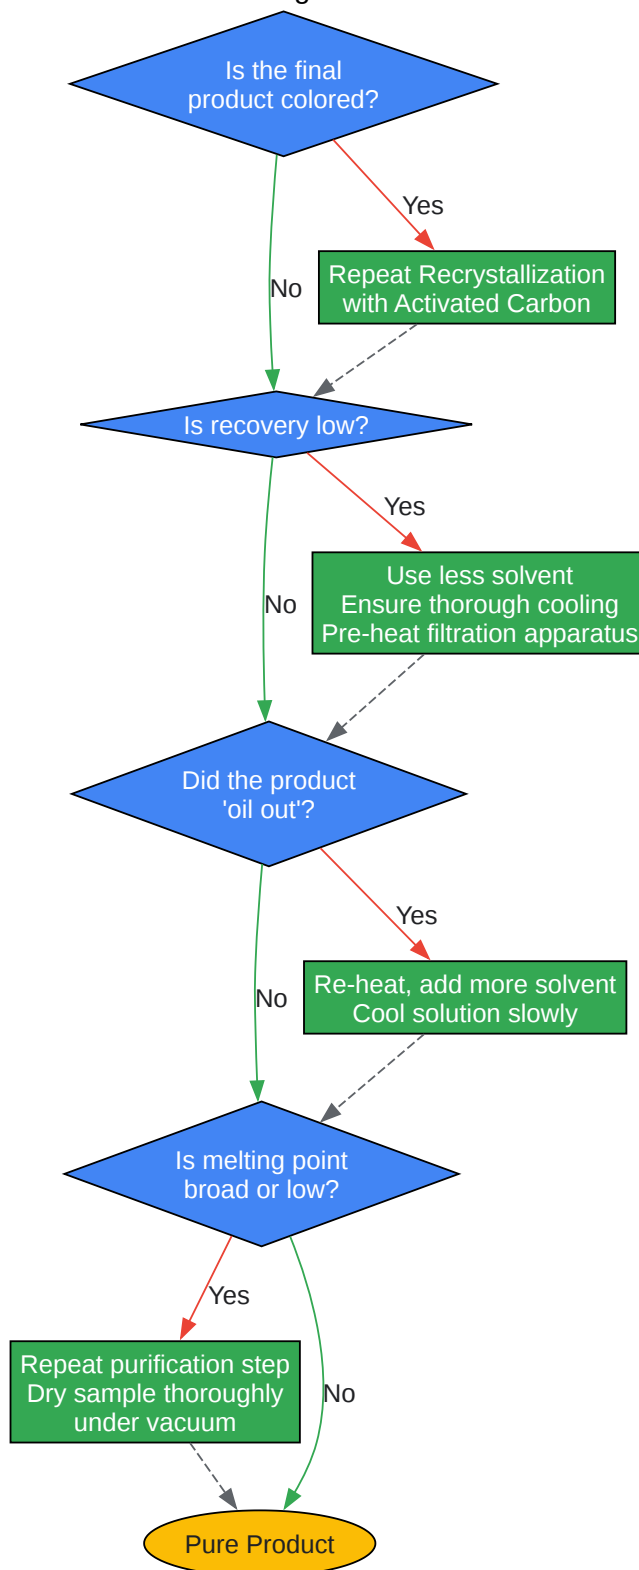 Is the final
product colored?
Yes
No
Repeat Recrystallization
with Activated Carbon
Is recovery low?
Yes
No
Use less solvent
Ensure thorough cooling
Pre-heat filtration apparatus
Did the product
'oil out'?
Yes
No
Re-heat, add more solvent
Cool solution slowly
Is melting point
broad or low?
Yes
No
Repeat purification step
Dry sample thoroughly
under vacuum
Pure Product